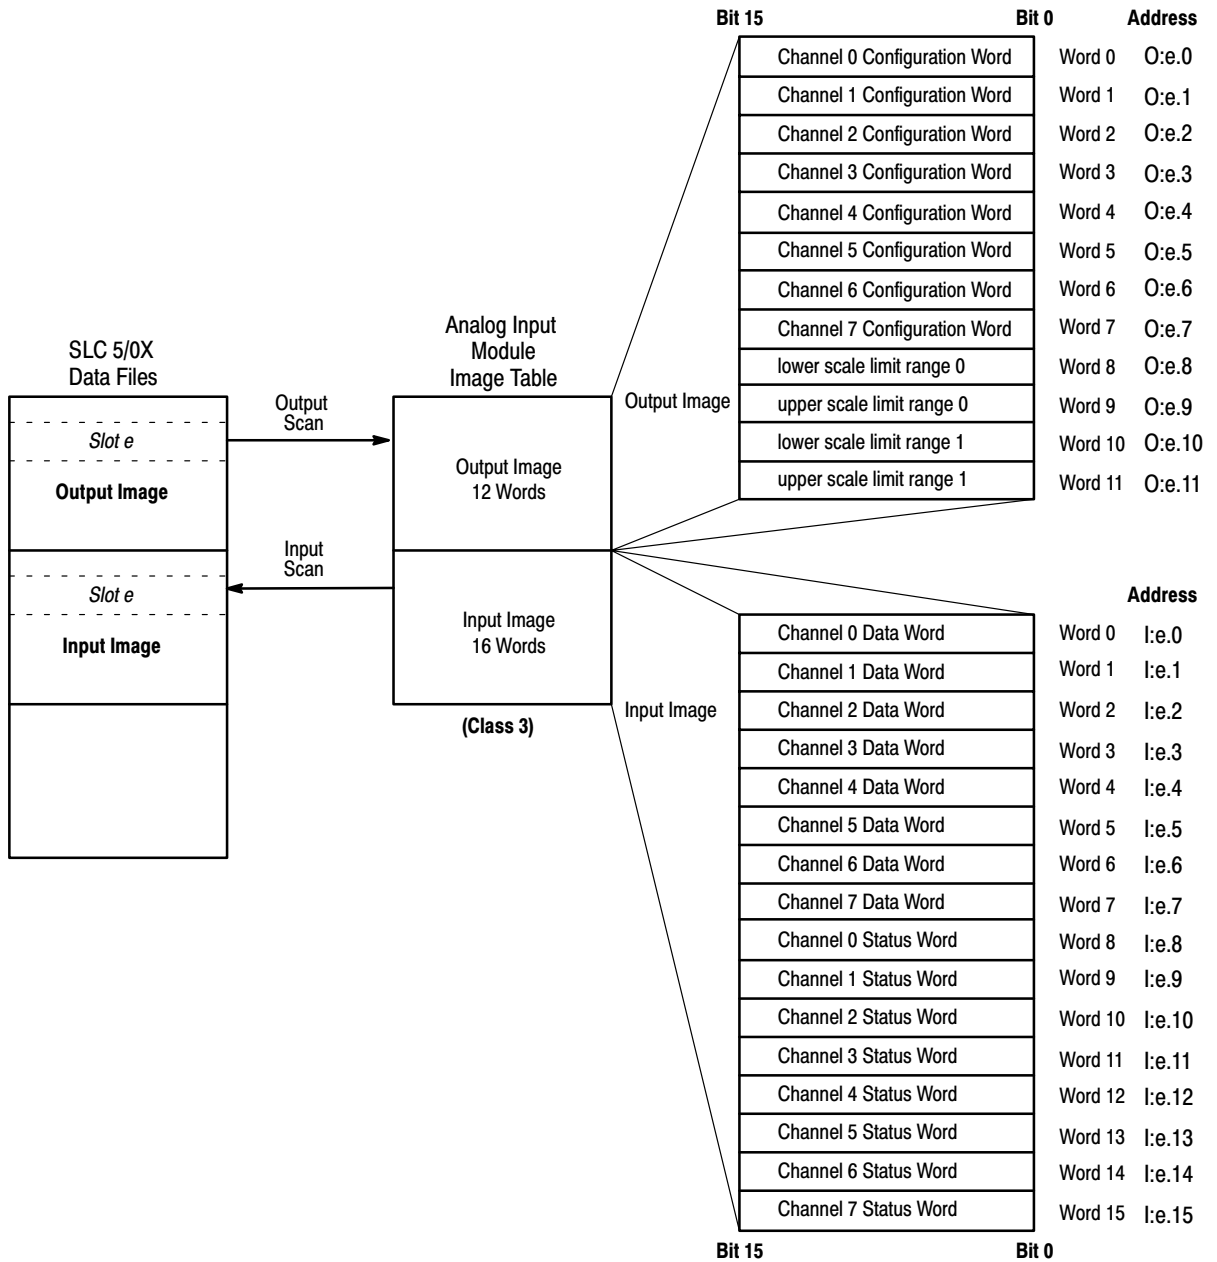 Bit 15 Bit 0 Address
Channel 0 Configuration Word Word 0 O:e.0
Channel 1 Configuration Word Word 1 O:e.1
Channel 2 Configuration Word Word 2 O:e.2
Channel 3 Configuration Word Word 3 O:e.3
Channel 4 Configuration Word Word 4 O:e.4
Channel 5 Configuration Word Word 5 O:e.5
Channel 6 Configuration Word Word 6 O:e.6
Channel 7 Configuration Word Word 7 O:e.7
lower scale limit range 0 Word 8 O:e.8
upper scale limit range 0 Word 9 O:e.9
lower scale limit range 1 Word 10 O:e.10
upper scale limit range 1 Word 11 O:e.11
SLC 5/0X
Data Files
Slot e
Output Image
Slot e
Input Image
Output
Scan
Input
Scan
Analog Input
Module
Image Table
Output Image
12 Words
Input Image
16 Words
(Class 3)
Output Image
Input Image
Address
Channel 0 Data Word Word 0 I:e.0
Channel 1 Data Word Word 1 I:e.1
Channel 2 Data Word Word 2 I:e.2
Channel 3 Data Word Word 3 I:e.3
Channel 4 Data Word Word 4 I:e.4
Channel 5 Data Word Word 5 I:e.5
Channel 6 Data Word Word 6 I:e.6
Channel 7 Data Word Word 7 I:e.7
Channel 0 Status Word Word 8 I:e.8
Channel 1 Status Word Word 9 I:e.9
Channel 2 Status Word Word 10 I:e.10
Channel 3 Status Word Word 11 I:e.11
Channel 4 Status Word Word 12 I:e.12
Channel 5 Status Word Word 13 I:e.13
Channel 6 Status Word Word 14 I:e.14
Channel 7 Status Word Word 15 I:e.15
Bit 15 Bit 0